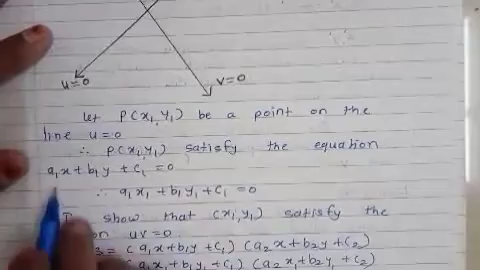 u=0
v=0
Let P(x₁,y₁) be a point on the
line u=0
∴ P(x₁,y₁) satisfy the equation
a₁x+b₁y+c₁=0
∴ a₁x₁+b₁y₁+c₁=0
show that (x₁,y₁) satisfy the
uv=0
(a₁x+b₁y+c₁)(a₂x+b₂y+c₂)
a₁x₁+b₁y₁+c₁)(a₂x₁+b₂y₁+c₂)